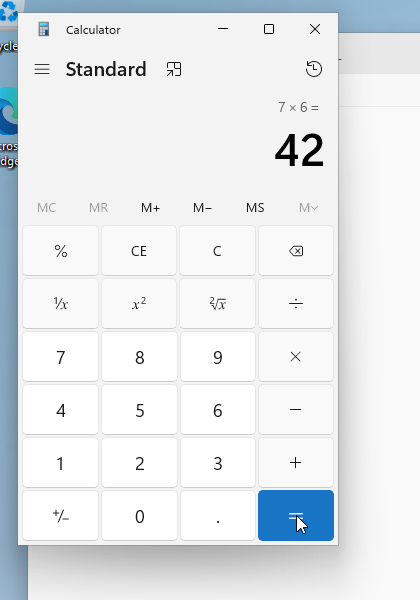 Calculator
Standard
7 × 6 =
42
MC MR M+ M− MS M
% CE C
¹/x x² ²√x ÷
7 8 9 ×
4 5 6 −
1 2 3 +
+/− 0 . =